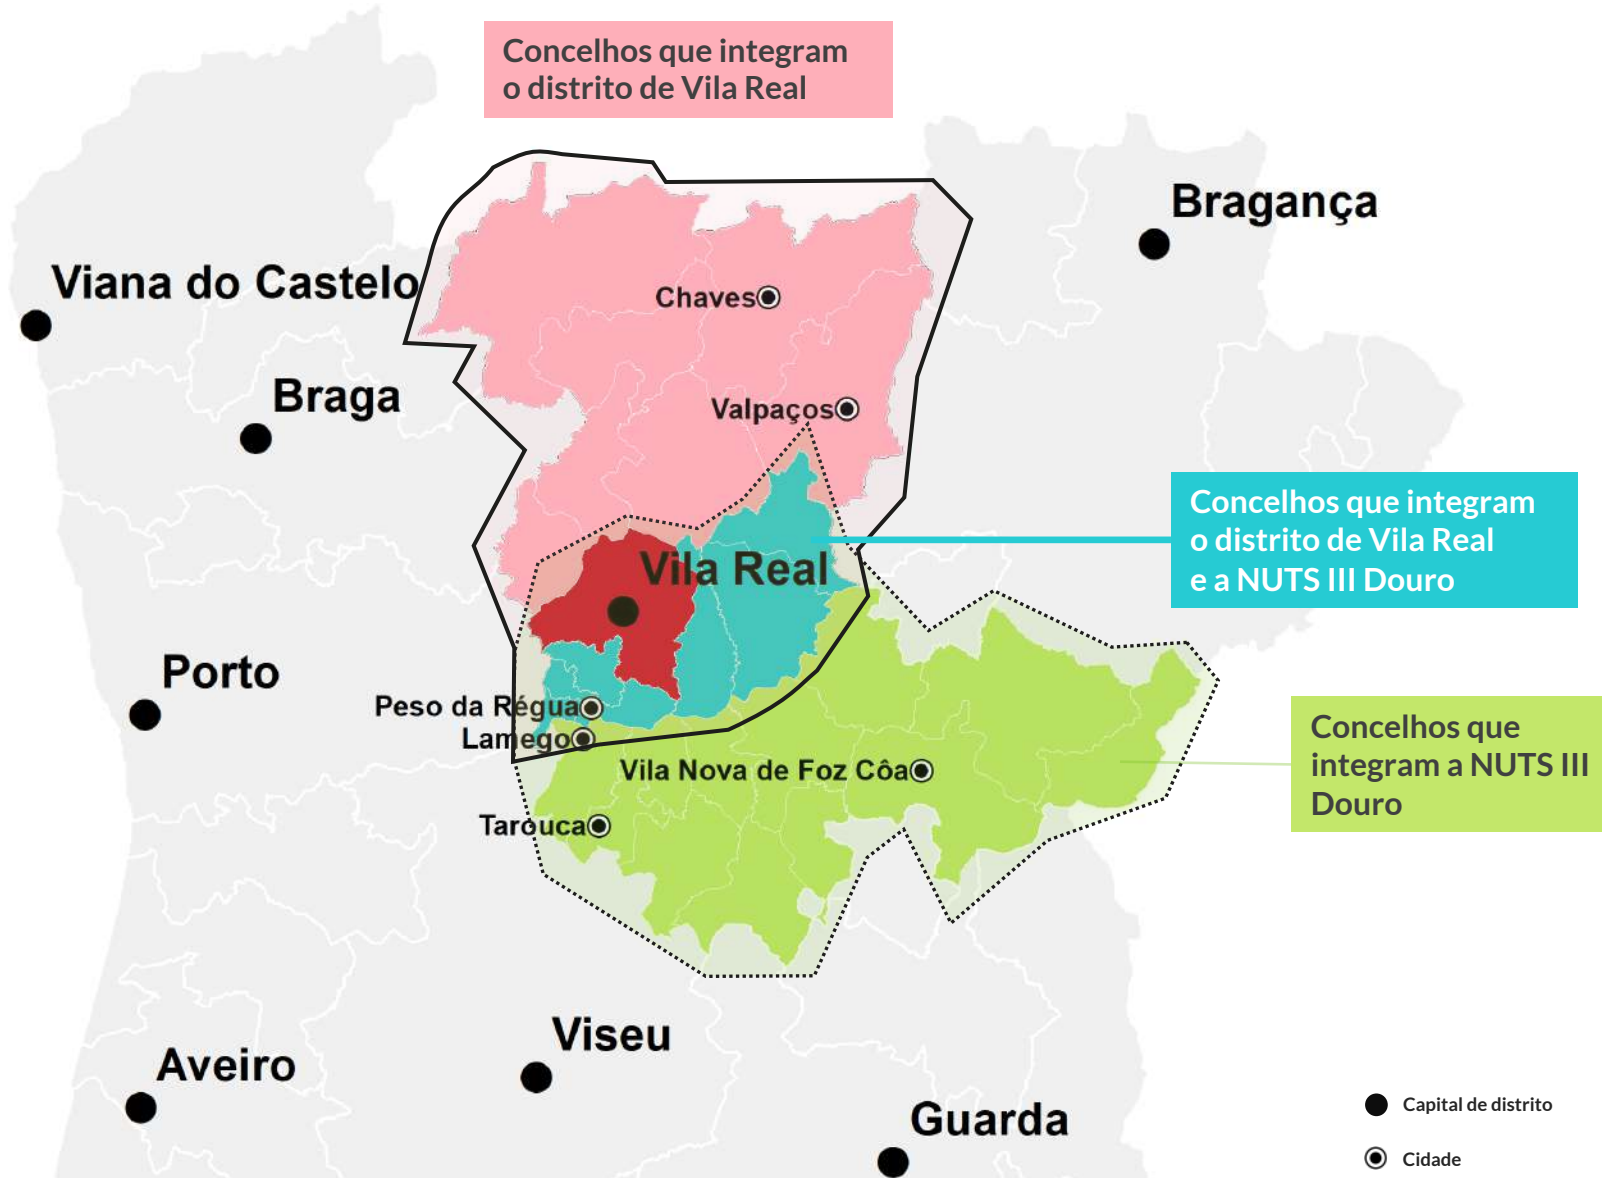 Concelhos que integram
o distrito de Vila Real
Bragança
Viana do Castelo
Chaves
Braga
Valpaços
Concelhos que integram
o distrito de Vila Real
e a NUTS III Douro
Vila Real
Porto
Peso da Régua
Lamego
Concelhos que
integram a NUTS III
Douro
Vila Nova de Foz Côa
Tarouca
Viseu
Aveiro
Guarda
Capital de distrito
Cidade